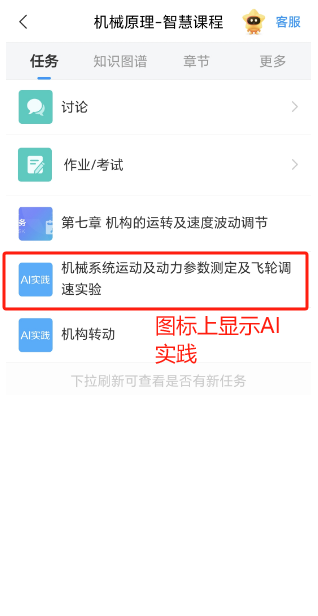 机械原理-智慧课程
客服
任务 知识图谱 章节 更多
讨论
作业/考试
务
第七章 机构的运转及速度波动调节
AI实践
机械系统运动及动力参数测定及飞轮调
速实验
AI实践
机构转动
图标上显示AI
实践
下拉刷新可查看是否有新任务